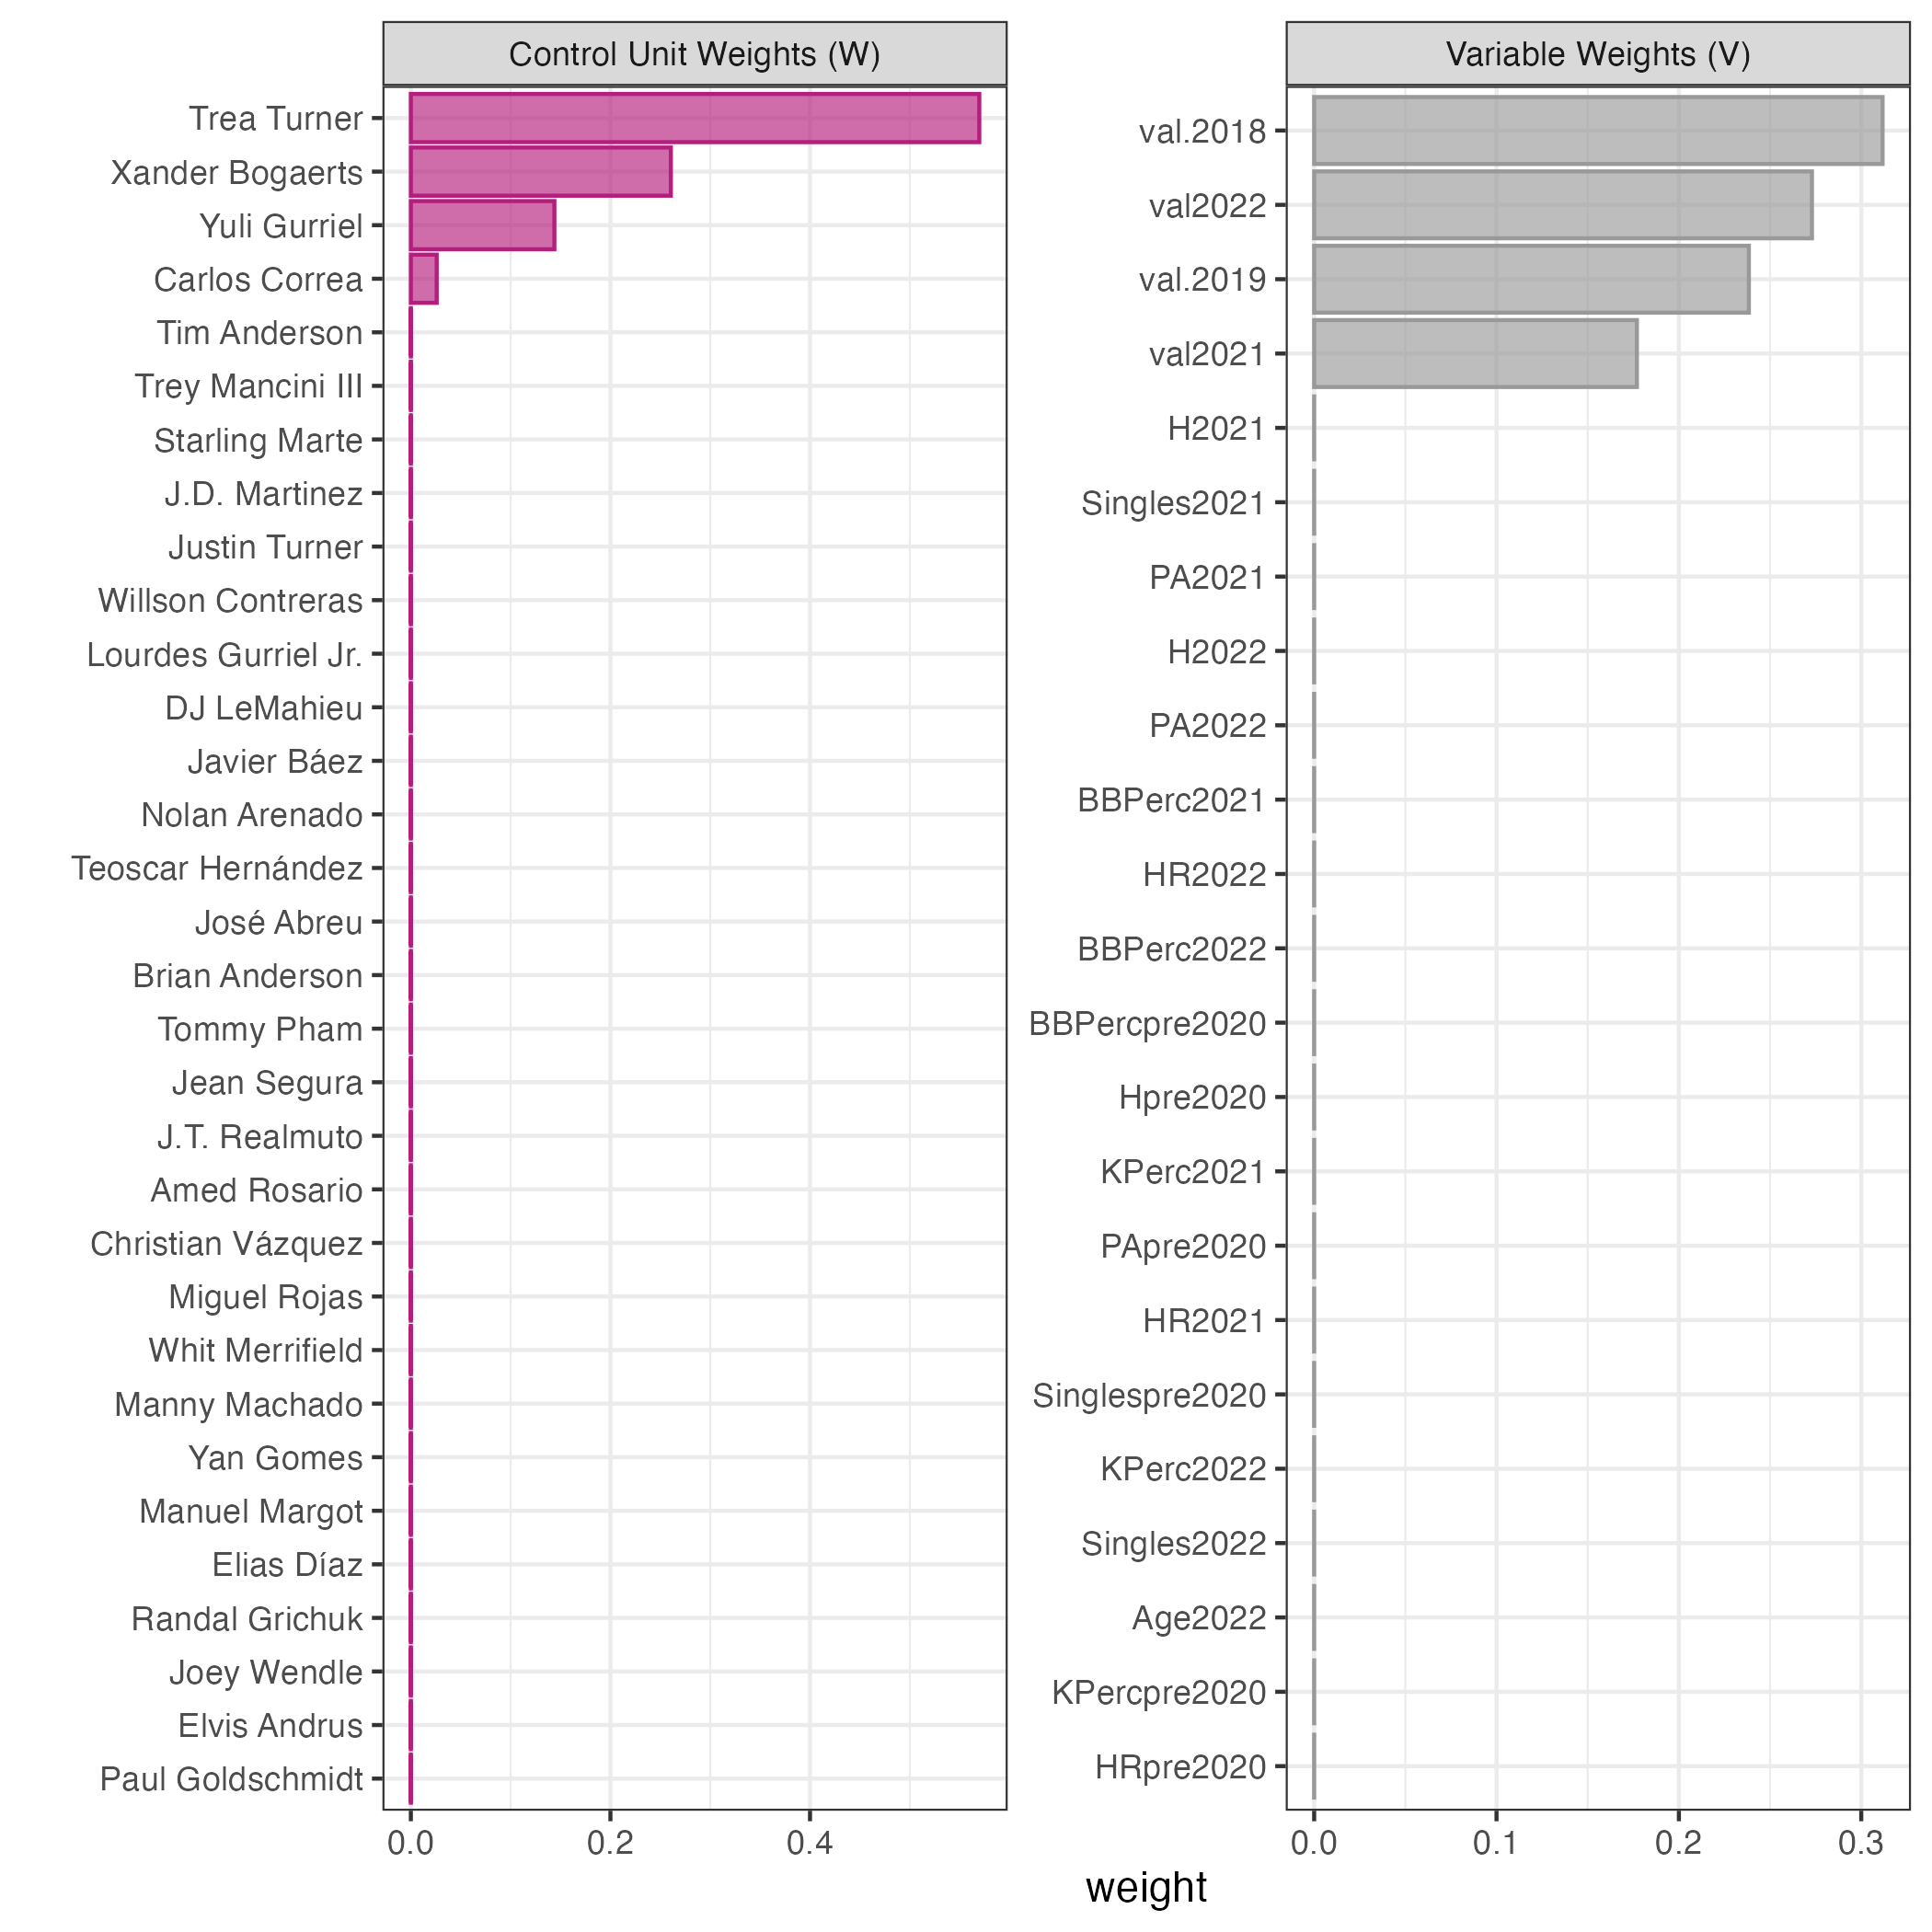 Control Unit Weights (W)
Trea Turner
Xander Bogaerts
Yuli Gurriel
Carlos Correa
Tim Anderson
Trey Mancini III
Starling Marte
J.D. Martinez
Justin Turner
Willson Contreras
Lourdes Gurriel Jr.
DJ LeMahieu
Javier Báez
Nolan Arenado
Teoscar Hernández
José Abreu
Brian Anderson
Tommy Pham
Jean Segura
J.T. Realmuto
Amed Rosario
Christian Vázquez
Miguel Rojas
Whit Merrifield
Manny Machado
Yan Gomes
Manuel Margot
Elias Díaz
Randal Grichuk
Joey Wendle
Elvis Andrus
Paul Goldschmidt
0.0 0.2 0.4
Variable Weights (V)
val.2018
val2022
val.2019
val2021
H2021
Singles2021
PA2021
H2022
PA2022
BBPerc2021
HR2022
BBPerc2022
BBPercpre2020
Hpre2020
KPerc2021
PApre2020
HR2021
Singlespre2020
KPerc2022
Singles2022
Age2022
KPercpre2020
HRpre2020
0.0 0.1 0.2 0.3
weight